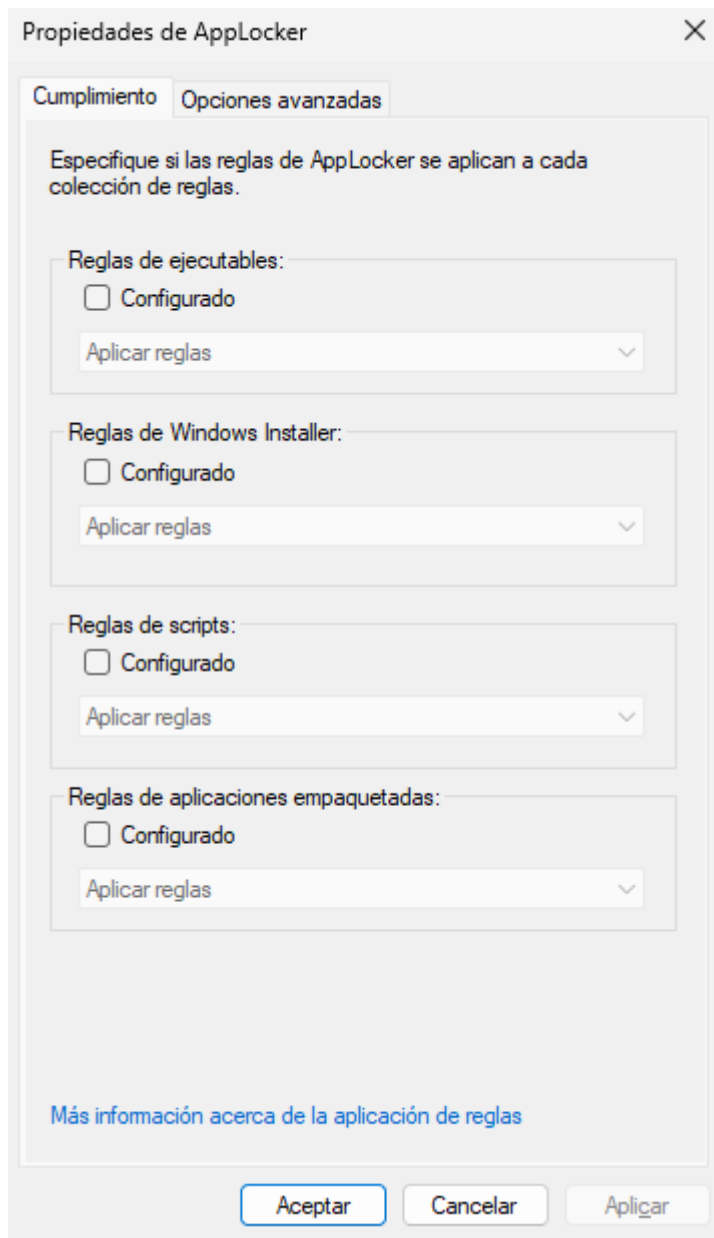 Propiedades de AppLocker
Cumplimiento
Opciones avanzadas
Especifique si las reglas de AppLocker se aplican a cada
colección de reglas.
Reglas de ejecutables:
Configurado
Aplicar reglas
Reglas de Windows Installer:
Configurado
Aplicar reglas
Reglas de scripts:
Configurado
Aplicar reglas
Reglas de aplicaciones empaquetadas:
Configurado
Aplicar reglas
Más información acerca de la aplicación de reglas
Aceptar
Cancelar
Aplicar